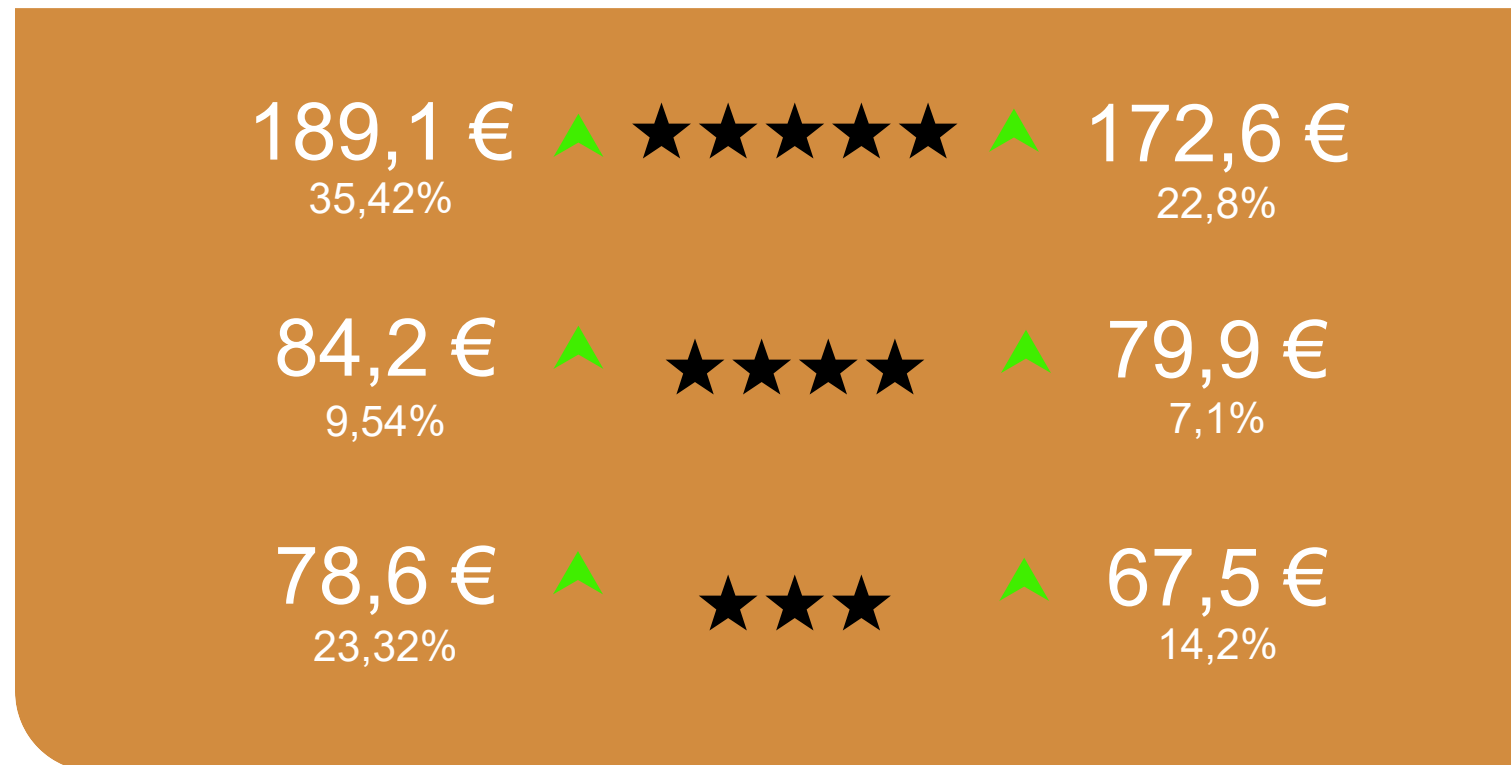 189,1 € 172,6 €
35,42% 22,8%
84,2 € 79,9 €
9,54% 7,1%
78,6 € 67,5 €
23,32% 14,2%